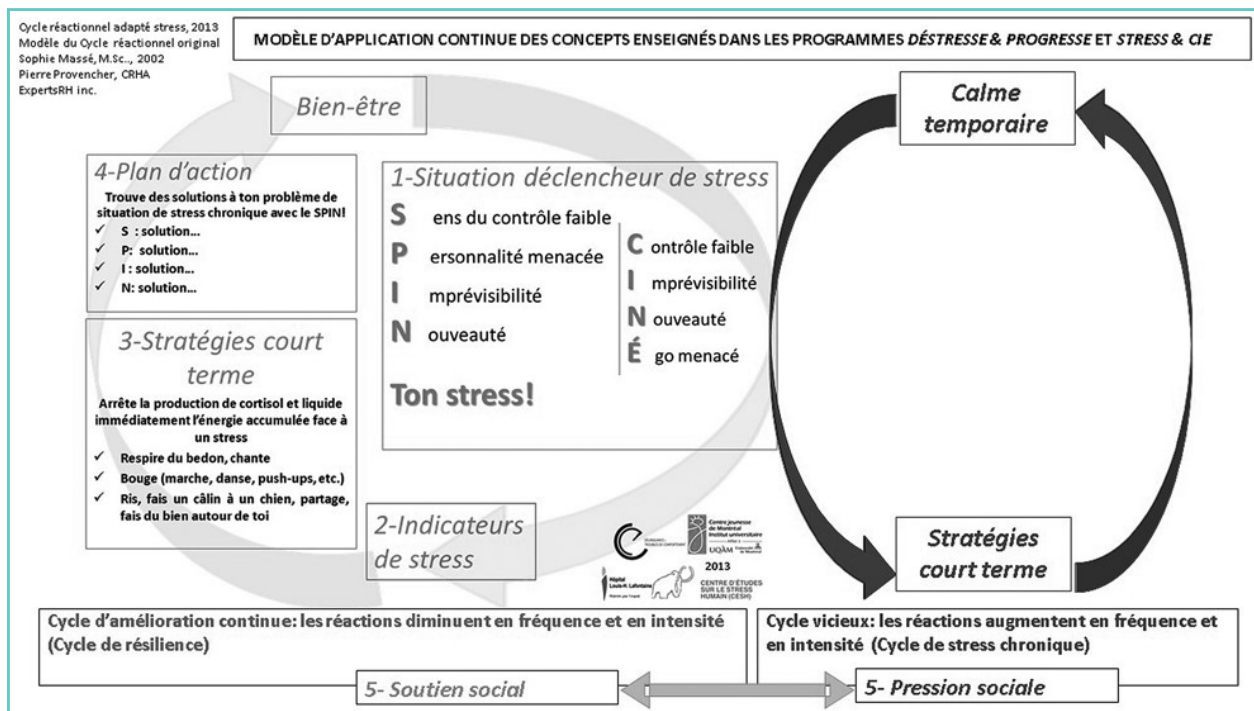 Cycle réactionnel adapté stress, 2013
Modèle du Cycle réactionnel original
Sophie Massé, M.Sc.., 2002
Pierre Provencher, CRHA
ExpertsRH inc.
MODÈLE D'APPLICATION CONTINUE DES CONCEPTS ENSEIGNÉS DANS LES PROGRAMMES DÉSTRESSE & PROGRESSE ET STRESS & CIE
Bien-être
4-Plan d'action
Trouve des solutions à ton problème de
situation de stress chronique avec le SPIN!
✓ S : solution...
✓ P: solution...
✓ I : solution...
✓ N: solution...
3-Stratégies court
terme
Arrête la production de cortisol et liquide
immédiatement l'énergie accumulée face à
un stress
✓ Respire du bedon, chante
✓ Bouge (marche, danse, push-ups, etc.)
✓ Ris, fais un câlin à un chien, partage,
fais du bien autour de toi
1-Situation déclencheur de stress
S ens du contrôle faible
P ersonnalité menacée
I mprévisibilité
N ouveauté
C ontrôle faible
I mprévisibilité
N ouveauté
É go menacé
Ton stress!
2-Indicateurs
de stress
Centre jeunesse
de Montréal
Institut universitaire
UQÀM
2013
Hôpital
Louis-H. Lafontaine
CENTRE D'ÉTUDES
SUR LE STRESS
HUMAIN (CESH)
Calme
temporaire
Stratégies
court terme
Cycle d'amélioration continue: les réactions diminuent en fréquence et en intensité
(Cycle de résilience)
5- Soutien social
Cycle vicieux: les réactions augmentent en fréquence et
en intensité (Cycle de stress chronique)
5- Pression sociale